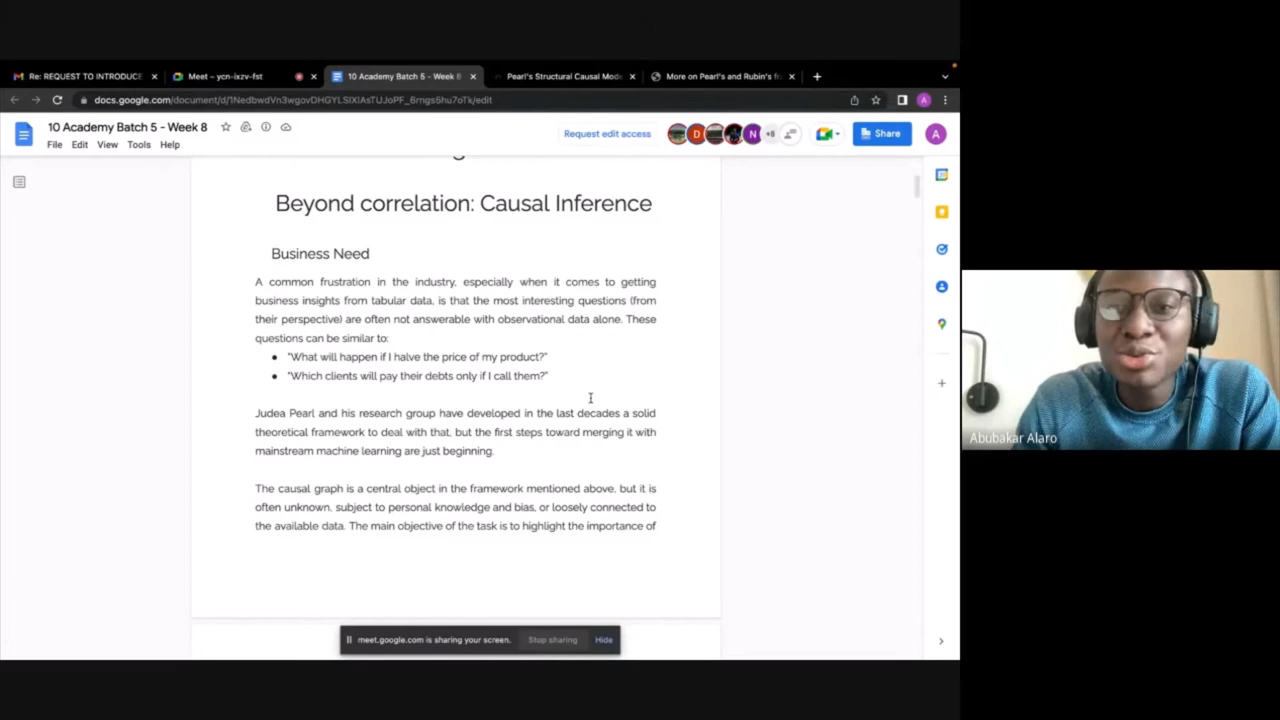 Re: REQUEST TO INTRODUCE
Meet – ycn-ixzv-fst
10 Academy Batch 5 - Week 8
Pearl's Structural Causal Mode
More on Pearl's and Rubin's fr
docs.google.com/document/d/1NedbwdVn3wgovDHGYLSIXIAsTUJoPF_6rngs5hu7oTk/edit
10 Academy Batch 5 - Week 8
Request edit access
D
N
+8
Share
A
File Edit View Tools Help
Beyond correlation: Causal Inference
Business Need
A common frustration in the industry, especially when it comes to getting
business insights from tabular data, is that the most interesting questions (from
their perspective) are often not answerable with observational data alone. These
questions can be similar to:
● "What will happen if I halve the price of my product?"
● "Which clients will pay their debts only if I call them?"
Judea Pearl and his research group have developed in the last decades a solid
theoretical framework to deal with that, but the first steps toward merging it with
mainstream machine learning are just beginning.
The causal graph is a central object in the framework mentioned above, but it is
often unknown, subject to personal knowledge and bias, or loosely connected to
the available data. The main objective of the task is to highlight the importance of
meet.google.com is sharing your screen.
Stop sharing
Hide
Abubakar Alaro